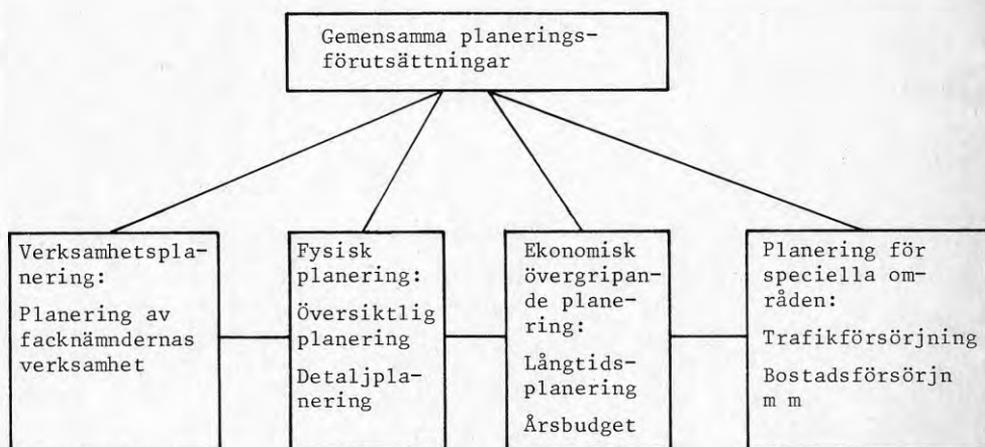 Gemensamma planerings-
förutsättningar
Verksamhetspla-
nering:
Planering av
facknämndernas
verksamhet
Fysisk
planering:
Översiktlig
planering
Detaljpla-
nering
Ekonomisk
övergripan-
de plane-
ring:
Långtids-
planering
Årsbudget
Planering för
speciella om-
råden:
Trafikförsörjning
Bostadsförsörjn
m m